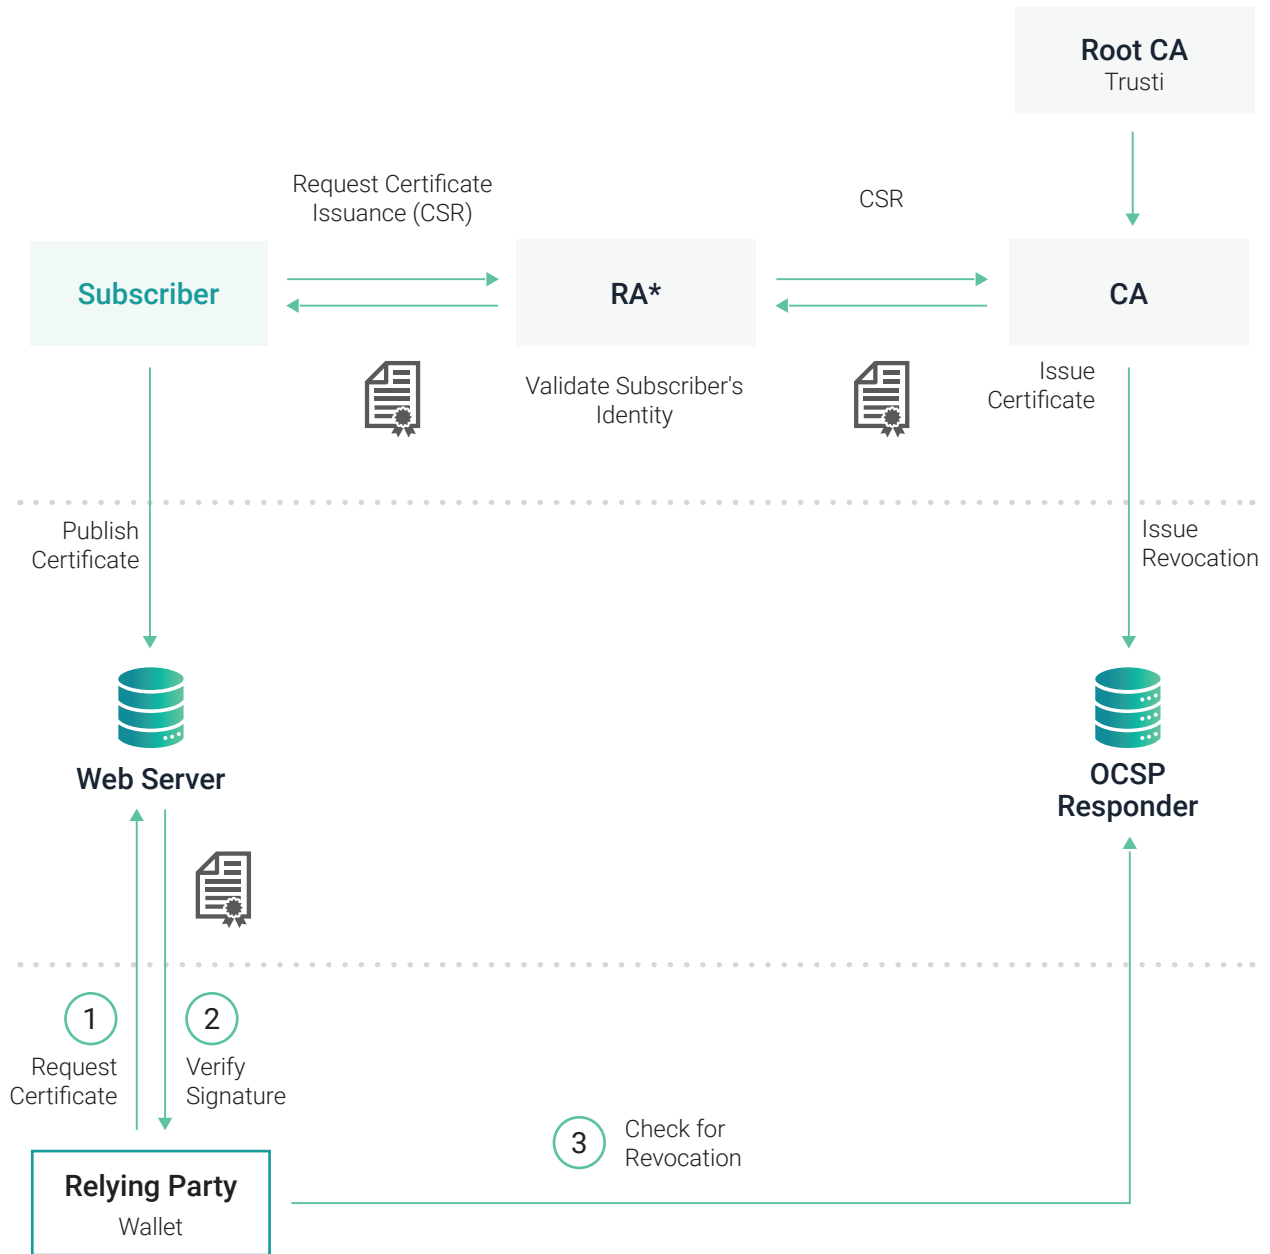 Root CA
Trusti
Request Certificate
Issuance (CSR)
CSR
Subscriber
RA*
CA
Validate Subscriber's
Identity
Issue
Certificate
Publish
Certificate
Issue
Revocation
Web Server
OCSP
Responder
1
Request
Certificate
2
Verify
Signature
3
Check for
Revocation
Relying Party
Wallet